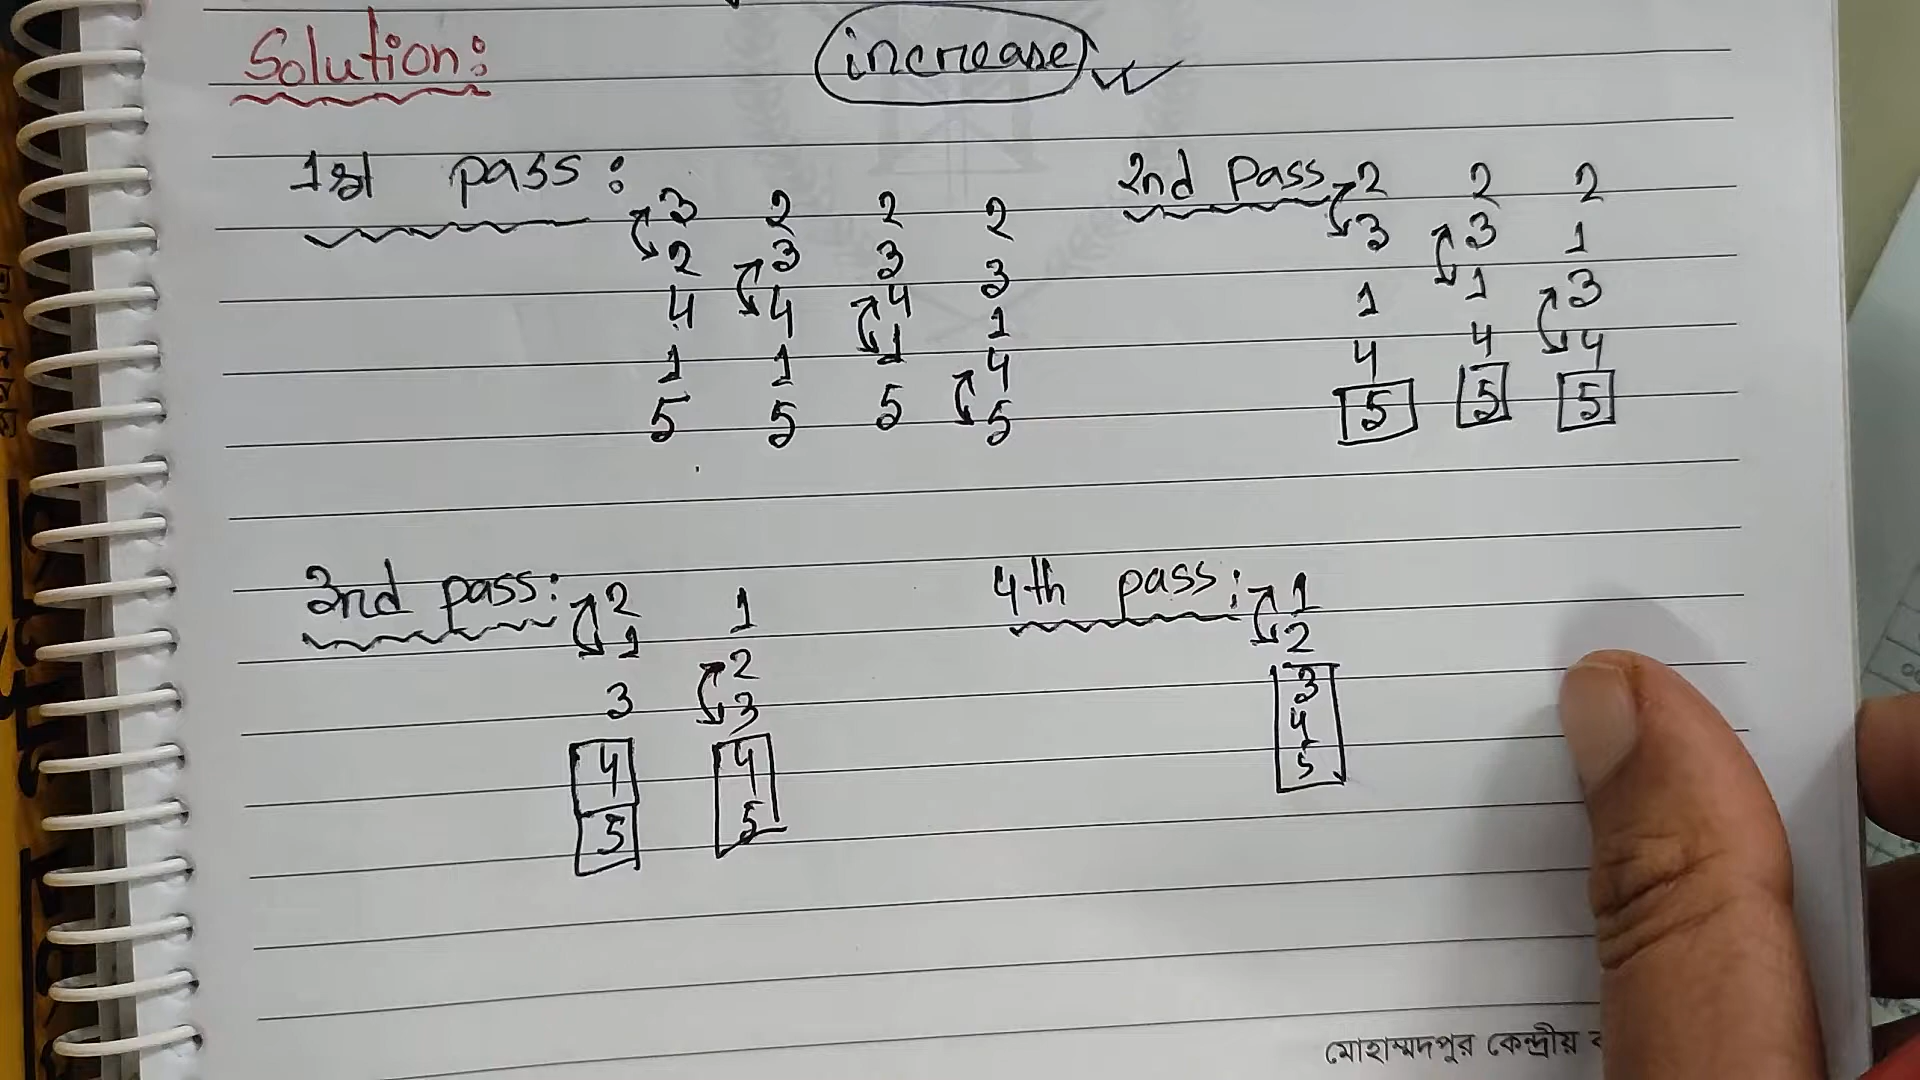 Solution:
increase
1st pass:
3 2 2 2
2 3 3 3
4 4 4 1
1 1 1 4
5 5 5 5
2nd Pass
2 2 2
3 3 1
1 1 3
4 4 4
5 5 5
3nd pass:
2 1
1 2
3 3
4 4
5 5
4th pass:
1
2
3
4
5
মোহাম্মদপুর কেন্দ্রীয়